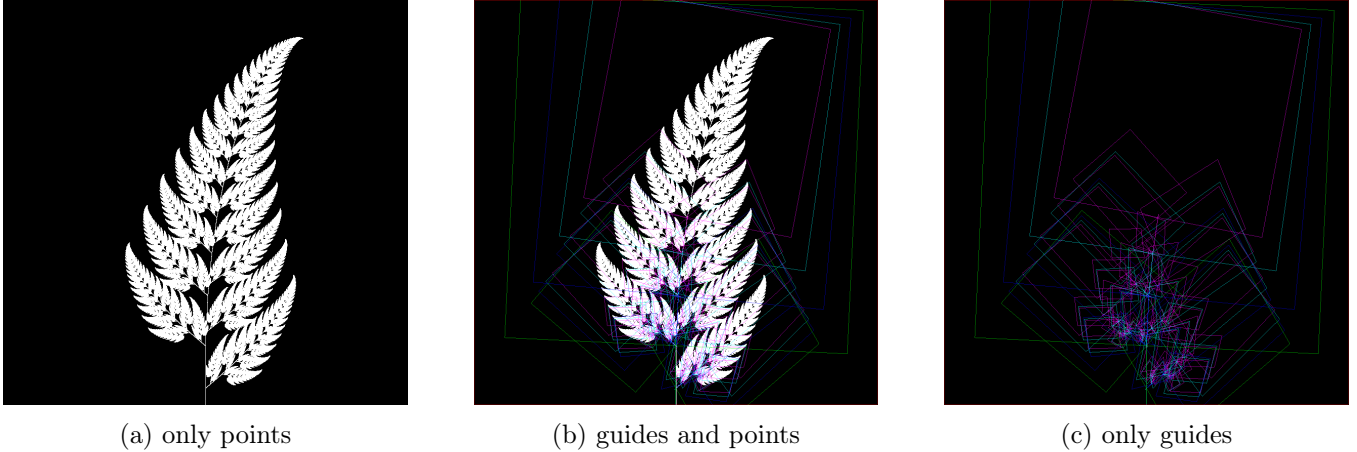 (a) only points
(b) guides and points
(c) only guides